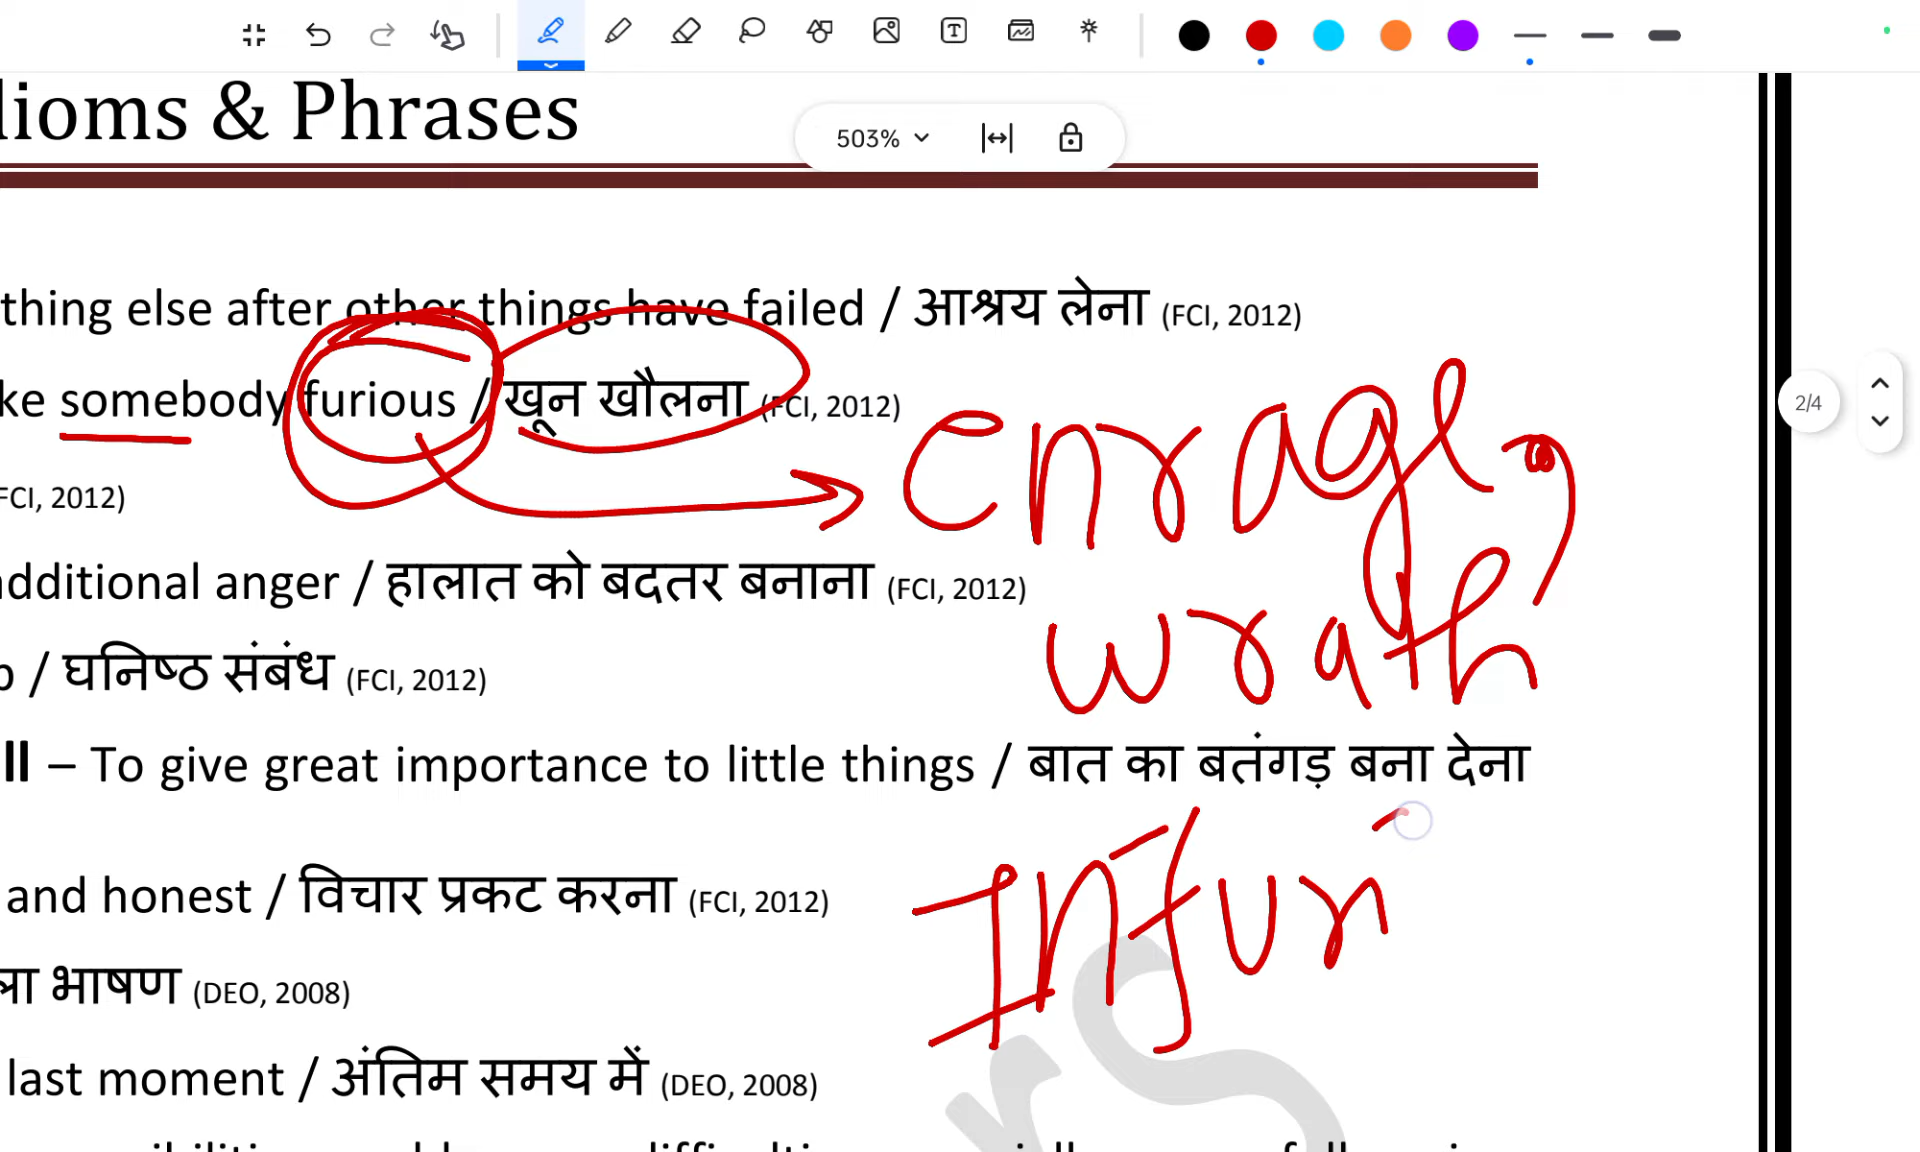 dioms & Phrases
503%
thing else after other things have failed / आश्रय लेना (FCI, 2012)
ke somebody furious / खून खौलना (FCI, 2012)
enrage,
2/4
FCI, 2012)
additional anger / हालात को बदतर बनाना (FCI, 2012)
wrath
/ घनिष्ठ संबंध (FCI, 2012)
ll – To give great importance to little things / बात का बतंगड़ बना देना
and honest / विचार प्रकट करना (FCI, 2012)
Infuri
भाषण (DEO, 2008)
last moment / अंतिम समय में (DEO, 2008)